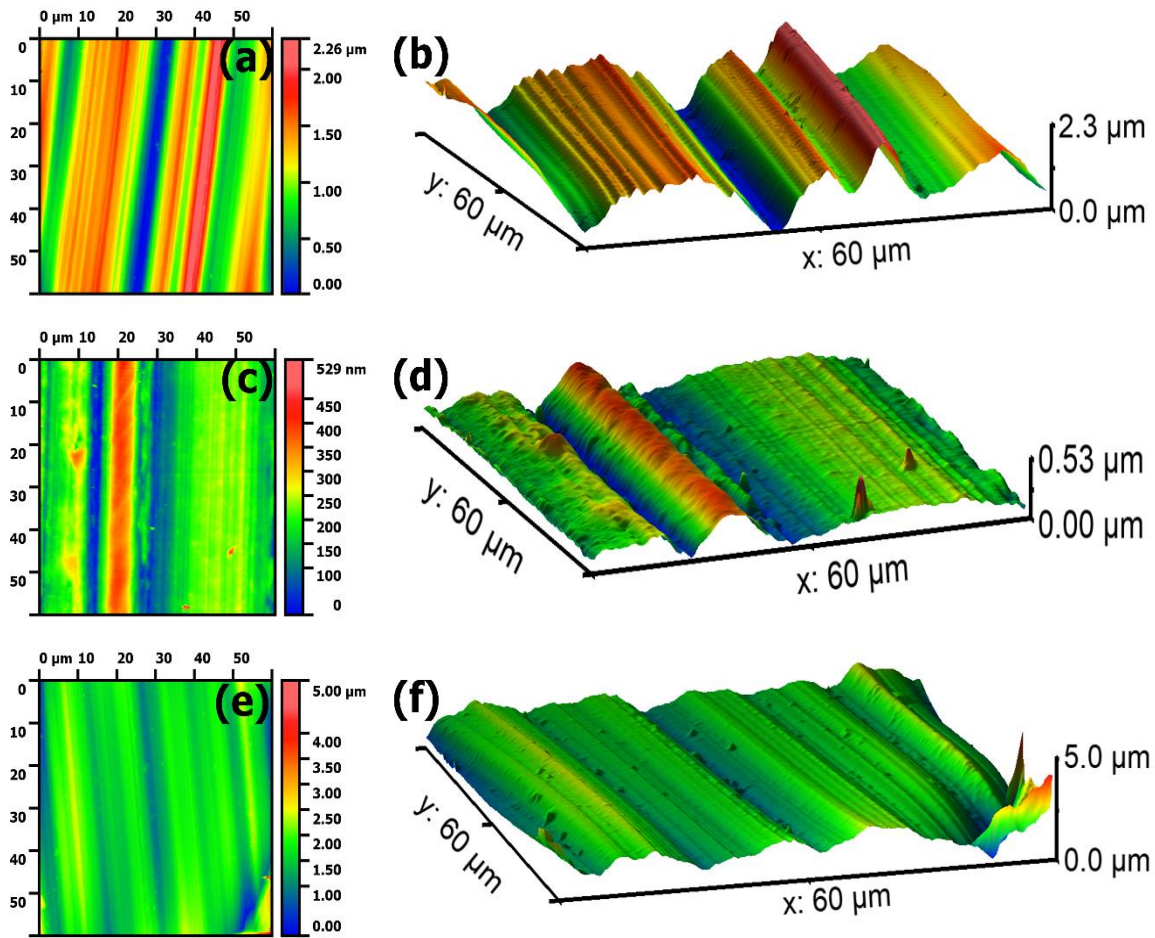 0 µm 10 20 30 40 50
0
10
20
30
40
50
(a)
2.26 µm
2.00
1.50
1.00
0.50
0.00
(b)
y: 60 µm
x: 60 µm
2.3 µm
0.0 µm
0 µm 10 20 30 40 50
0
10
20
30
40
50
(c)
529 nm
450
400
350
300
250
200
150
100
0
(d)
y: 60 µm
x: 60 µm
0.53 µm
0.00 µm
0 µm 10 20 30 40 50
0
10
20
30
40
50
(e)
5.00 µm
4.00
3.50
3.00
2.50
2.00
1.50
1.00
0.00
(f)
y: 60 µm
x: 60 µm
5.0 µm
0.0 µm